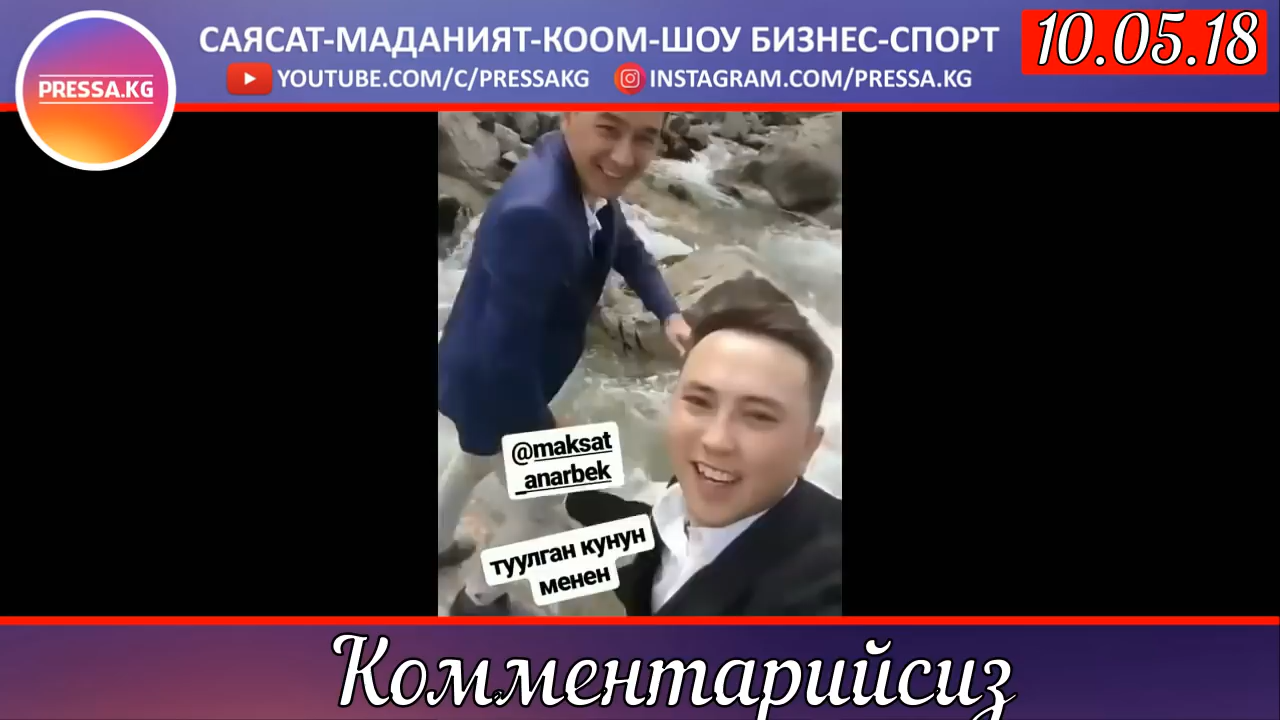 САЯСАТ-МАДАНИЯТ-КООМ-ШОУ БИЗНЕС-СПОРТ
10.05.18
YOUTUBE.COM/C/PRESSAKG INSTAGRAM.COM/PRESSA.KG
PRESSA.KG
@maksat
_anarbek
туулган кунун
менен
Комментарийсиз